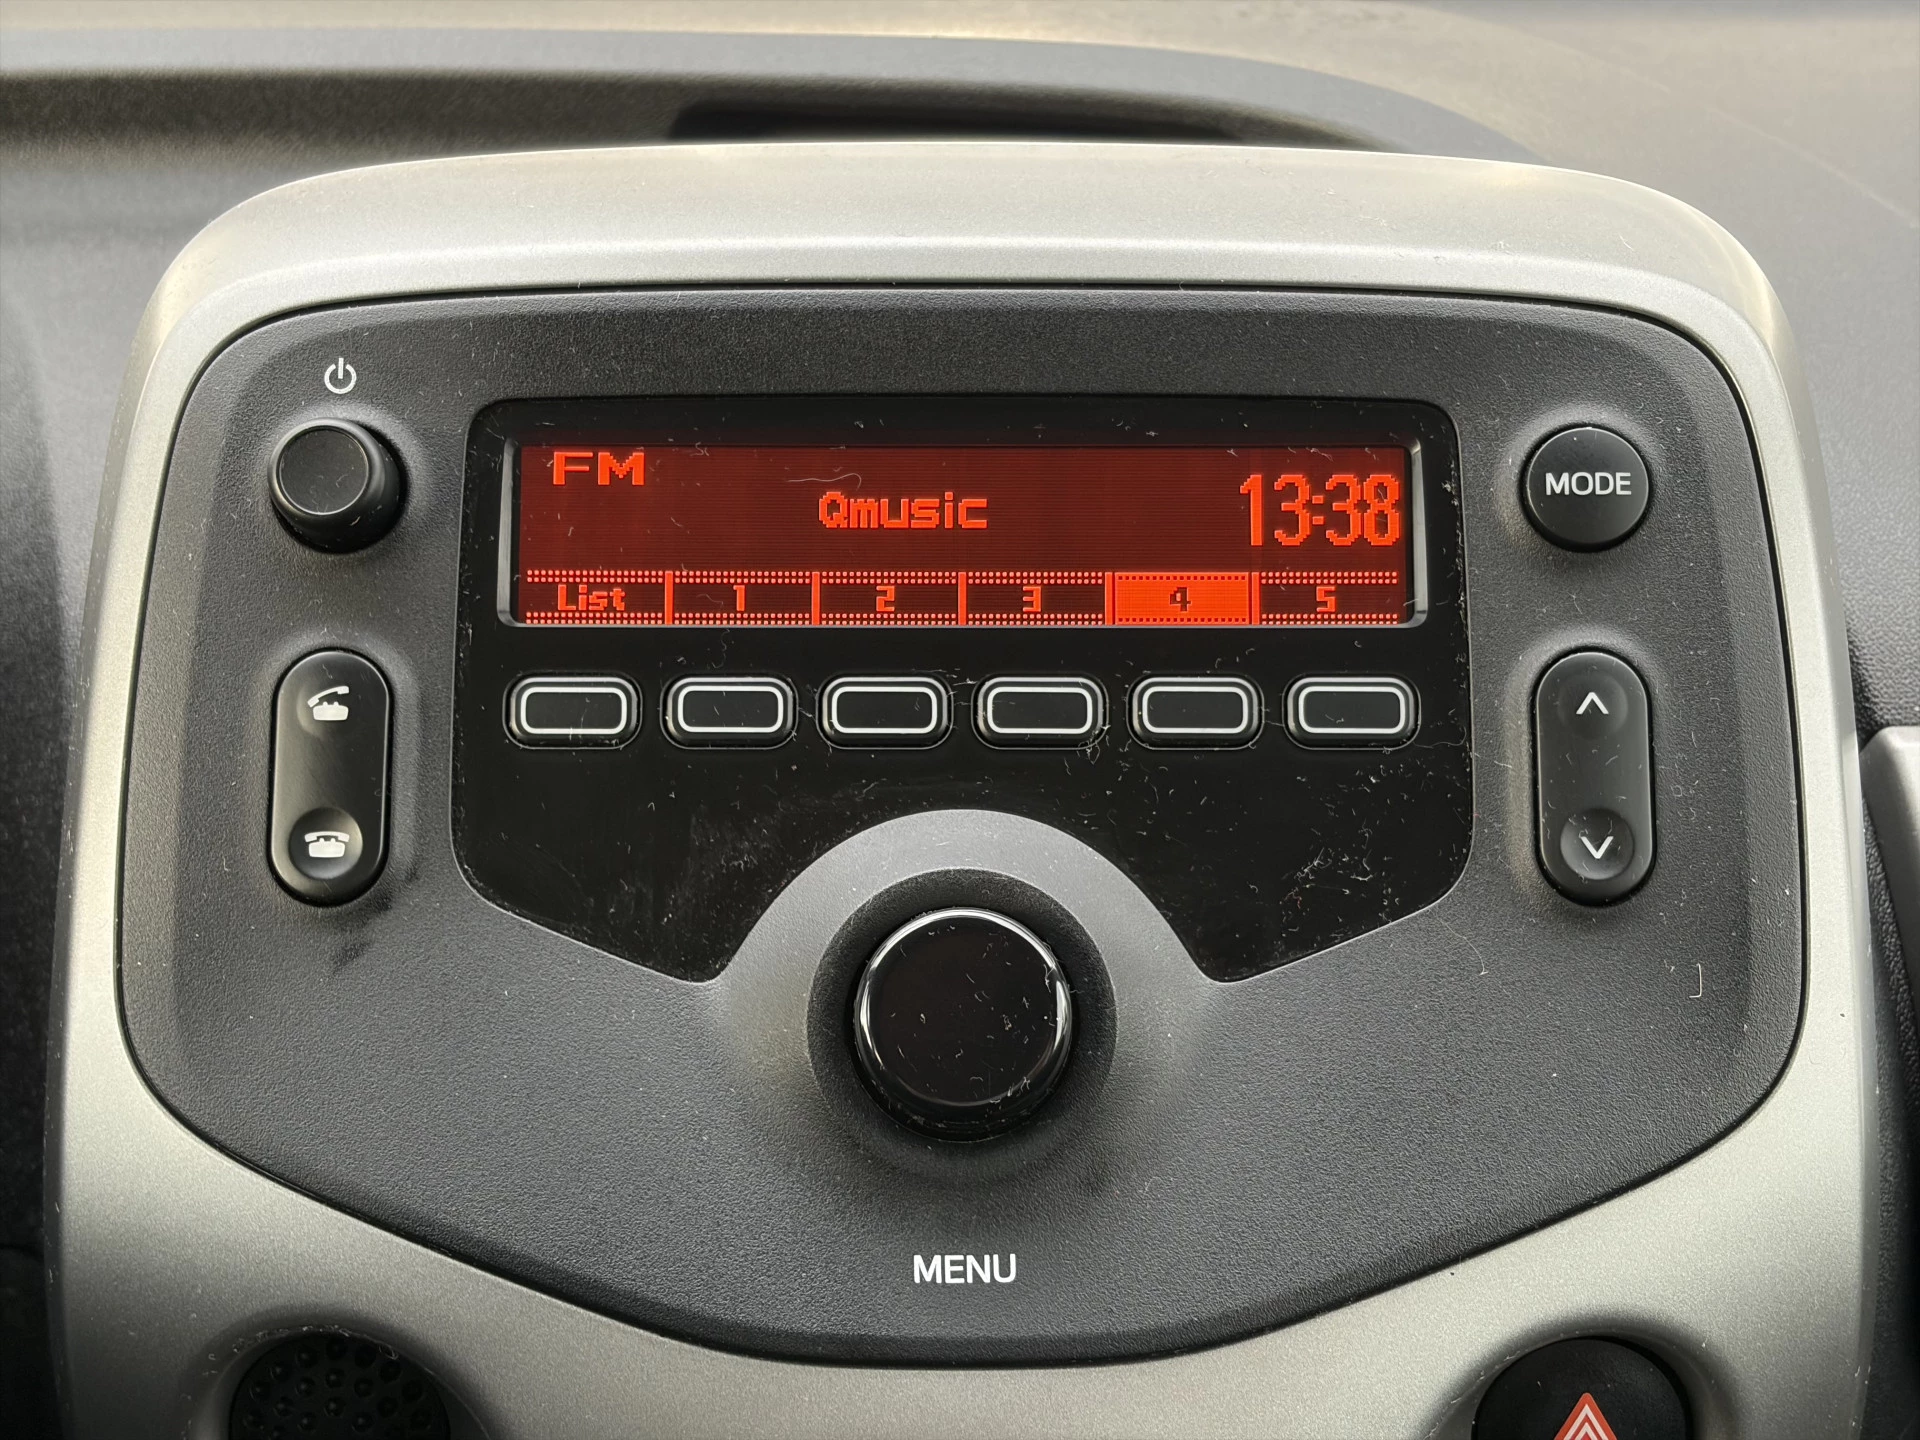 FM
Qmusic
13:38
List 1 2 3 4 5
MODE
MENU